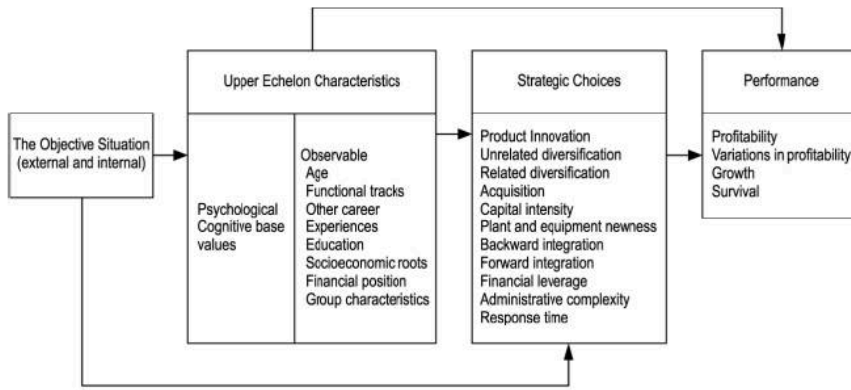 The Objective Situation
(external and internal)
Upper Echelon Characteristics
Psychological
Cognitive base
values
Observable
Age
Functional tracks
Other career
Experiences
Education
Socioeconomic roots
Financial position
Group characteristics
Strategic Choices
Product Innovation
Unrelated diversification
Related diversification
Acquisition
Capital intensity
Plant and equipment newness
Backward integration
Forward integration
Financial leverage
Administrative complexity
Response time
Performance
Profitability
Variations in profitability
Growth
Survival